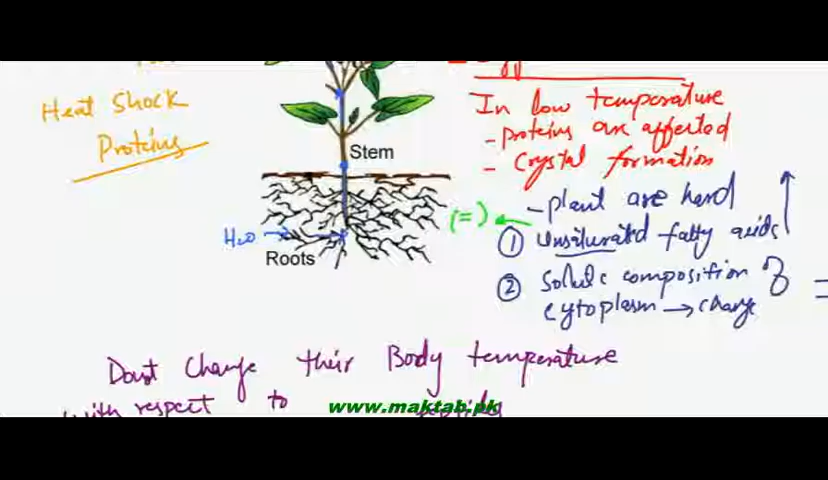 Heat Shock
Proteins
Stem
H2O
Roots
In low temperature
- proteins are affected
- Crystal formation
- plant are hard
(=)
① Unsaturated fatty acids
② Solute composition of
cytoplasm → change
Dont change their Body temperature
with respect to
www.maktab.pk